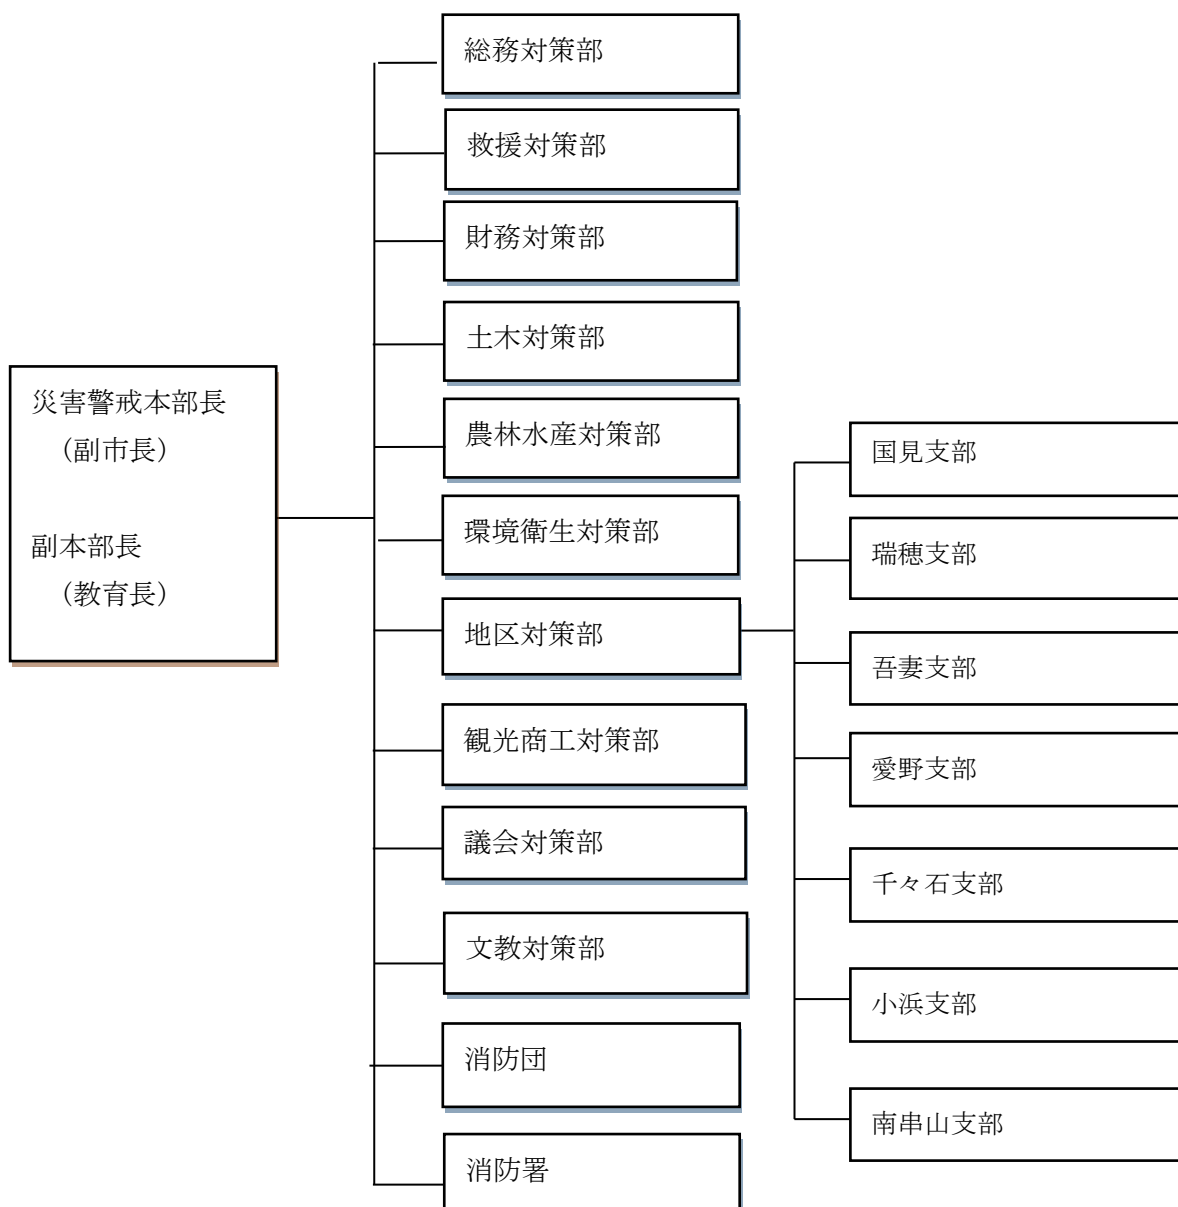 災害警戒本部長
（副市長）
副本部長
（教育長）
総務対策部
救援対策部
財務対策部
土木対策部
農林水産対策部
環境衛生対策部
地区対策部
観光商工対策部
議会対策部
文教対策部
消防団
消防署
国見支部
瑞穂支部
吾妻支部
愛野支部
千々石支部
小浜支部
南串山支部